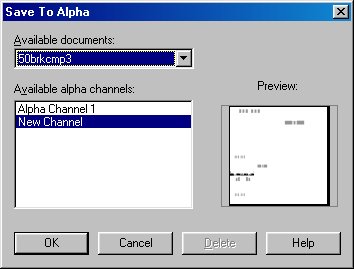 Save To Alpha
Available documents:
50brkcmp3
Available alpha channels:
Preview:
Alpha Channel 1
New Channel
OK
Cancel
Delete
Help